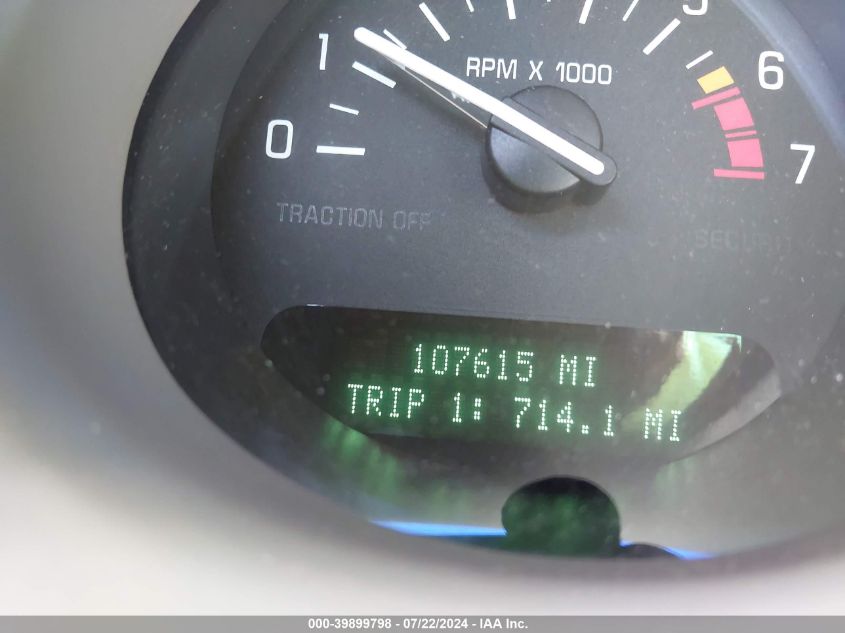 5
1
RPM X 1000
6
0
7
TRACTION OFF
SECURITY
107615 MI
TRIP 1: 714.1 MI
000-39899798 - 07/22/2024 - IAA Inc.